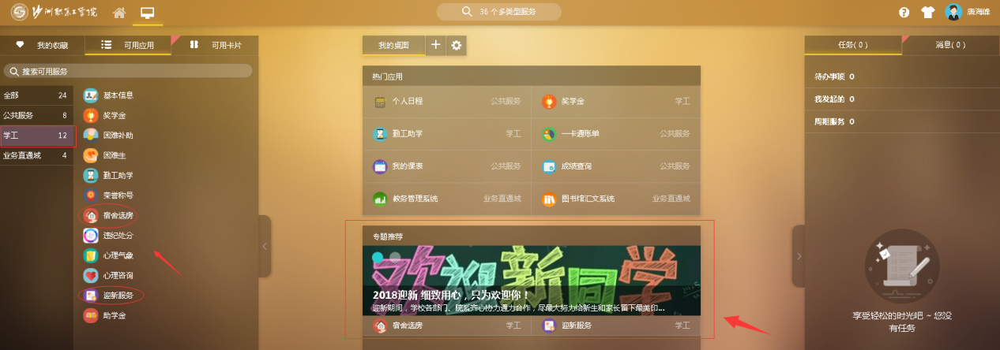 沙洲职业工学院
36 个多类型服务
唐海峰
我的收藏
可用应用
可用卡片
搜索可用服务
全部 24
公共服务 8
学工 12
业务直通域 4
基本信息
奖学金
困难补助
困难生
勤工助学
荣誉称号
宿舍选房
违纪处分
心理气象
心理咨询
迎新服务
助学金
我的桌面
热门应用
个人日程 公共服务
奖学金 学工
勤工助学 学工
一卡通账单 公共服务
我的课表 公共服务
成绩查询 公共服务
教务管理系统 业务直通域
图书馆汇文系统 业务直通域
专题推荐
欢迎新同学
2018迎新 细致用心，只为欢迎你！
迎新期间，学校各部门、院系齐心协力通力合作，尽最大努力给新生和家长留下最美印...
宿舍选房 学工
迎新服务 学工
任务( 0 )
消息( 0 )
待办事项 0
我发起的 0
周期服务 0
享受轻松的时光吧 ~ 您没
有任务